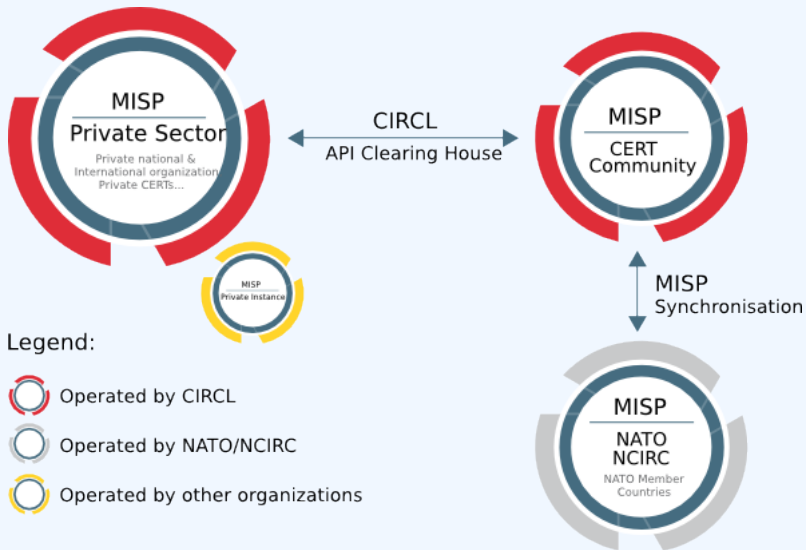 MISP
Private Sector
Private national &
International organization
Private CERTs...
CIRCL
API Clearing House
MISP
CERT
Community
MISP
Private Instance
MISP
Synchronisation
Legend:
Operated by CIRCL
Operated by NATO/NCIRC
Operated by other organizations
MISP
NATO
NCIRC
NATO Member
Countries